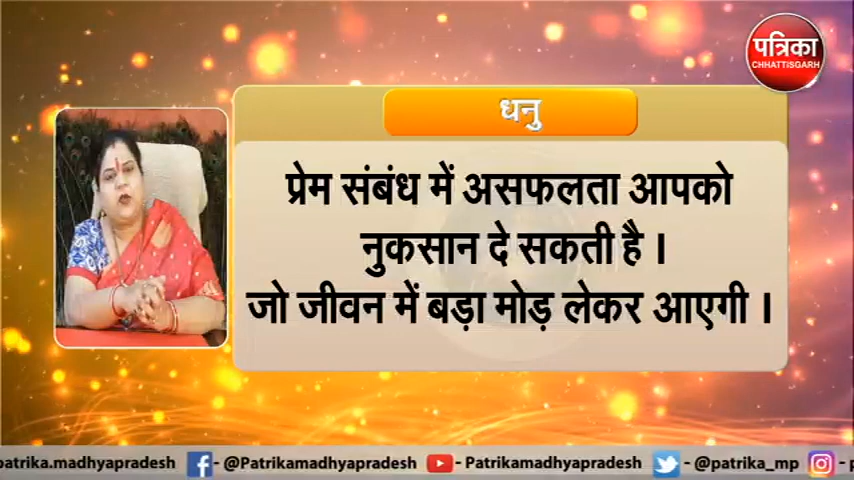 पत्रिका
CHHATTISGARH
धनु
प्रेम संबंध में असफलता आपको
नुकसान दे सकती है ।
जो जीवन में बड़ा मोड़ लेकर आएगी ।
patrika.madhyapradesh - @Patrikamadhyapradesh - Patrikamadhyapradesh - @patrika_mp - p